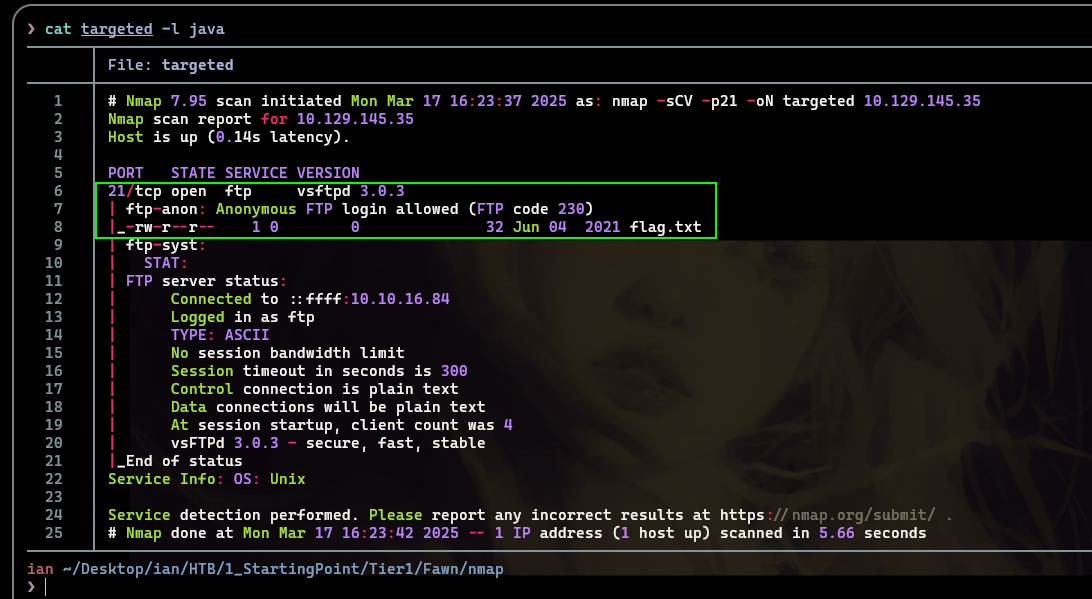 ❯ cat targeted -l java
File: targeted
1 # Nmap 7.95 scan initiated Mon Mar 17 16:23:37 2025 as: nmap -sCV -p21 -oN targeted 10.129.145.35
2 Nmap scan report for 10.129.145.35
3 Host is up (0.14s latency).
4
5 PORT   STATE SERVICE VERSION
6 21/tcp open  ftp     vsftpd 3.0.3
7 | ftp-anon: Anonymous FTP login allowed (FTP code 230)
8 |_-rw-r--r--    1 0        0              32 Jun 04  2021 flag.txt
9 | ftp-syst:
10 |   STAT:
11 | FTP server status:
12 |      Connected to ::ffff:10.10.16.84
13 |      Logged in as ftp
14 |      TYPE: ASCII
15 |      No session bandwidth limit
16 |      Session timeout in seconds is 300
17 |      Control connection is plain text
18 |      Data connections will be plain text
19 |      At session startup, client count was 4
20 |      vsFTPd 3.0.3 - secure, fast, stable
21 |_End of status
22 Service Info: OS: Unix
23
24 Service detection performed. Please report any incorrect results at https://nmap.org/submit/ .
25 # Nmap done at Mon Mar 17 16:23:42 2025 -- 1 IP address (1 host up) scanned in 5.66 seconds
ian ~/Desktop/ian/HTB/1_StartingPoint/Tier1/Fawn/nmap
❯